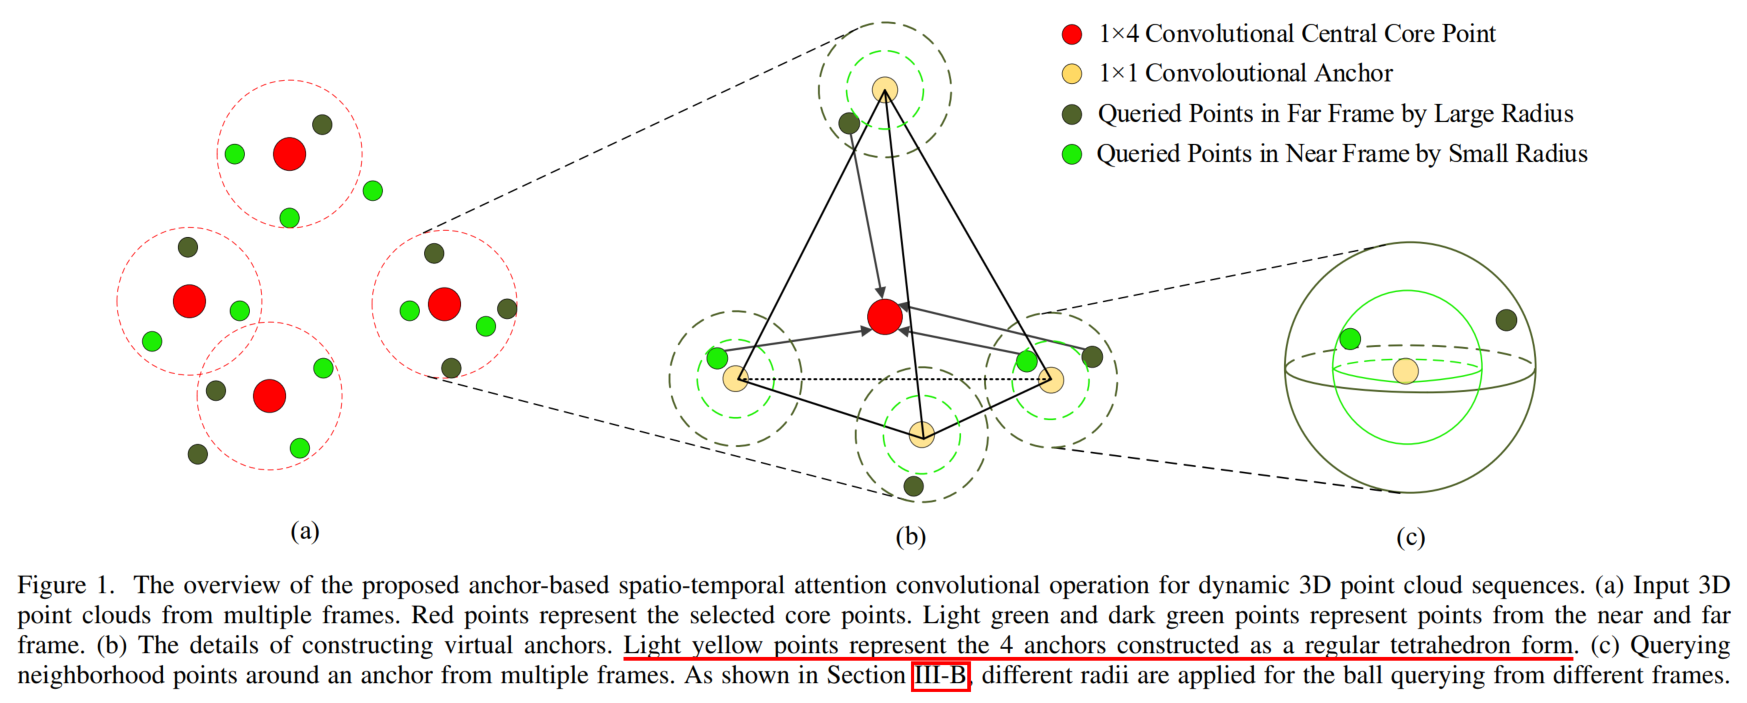 1×4 Convolutional Central Core Point
1×1 Convoloutional Anchor
Queried Points in Far Frame by Large Radius
Queried Points in Near Frame by Small Radius
(a)
(b)
(c)
Figure 1. The overview of the proposed anchor-based spatio-temporal attention convolutional operation for dynamic 3D point cloud sequences. (a) Input 3D
point clouds from multiple frames. Red points represent the selected core points. Light green and dark green points represent points from the near and far
frame. (b) The details of constructing virtual anchors. Light yellow points represent the 4 anchors constructed as a regular tetrahedron form. (c) Querying
neighborhood points around an anchor from multiple frames. As shown in Section III-B, different radii are applied for the ball querying from different frames.